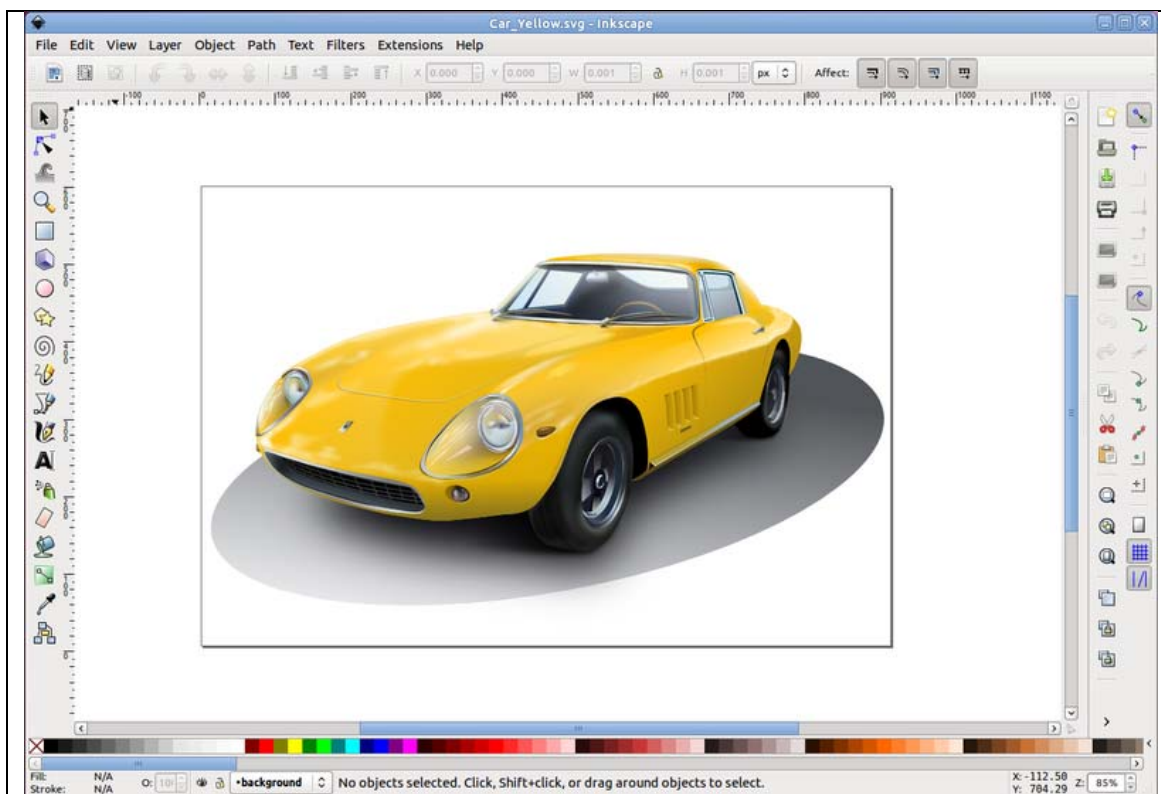 Car_Yellow.svg - Inkscape
File Edit View Layer Object Path Text Filters Extensions Help
X 0.000 Y 0.000 W 0.001 H 0.001 px Affect:
-100 0 100 200 300 400 500 600 700 800 900 1000 1100
A
Fill: N/A O: •background No objects selected. Click, Shift+click, or drag around objects to select. X: -112.50 Z: 85%
Stroke: N/A Y: 704.29